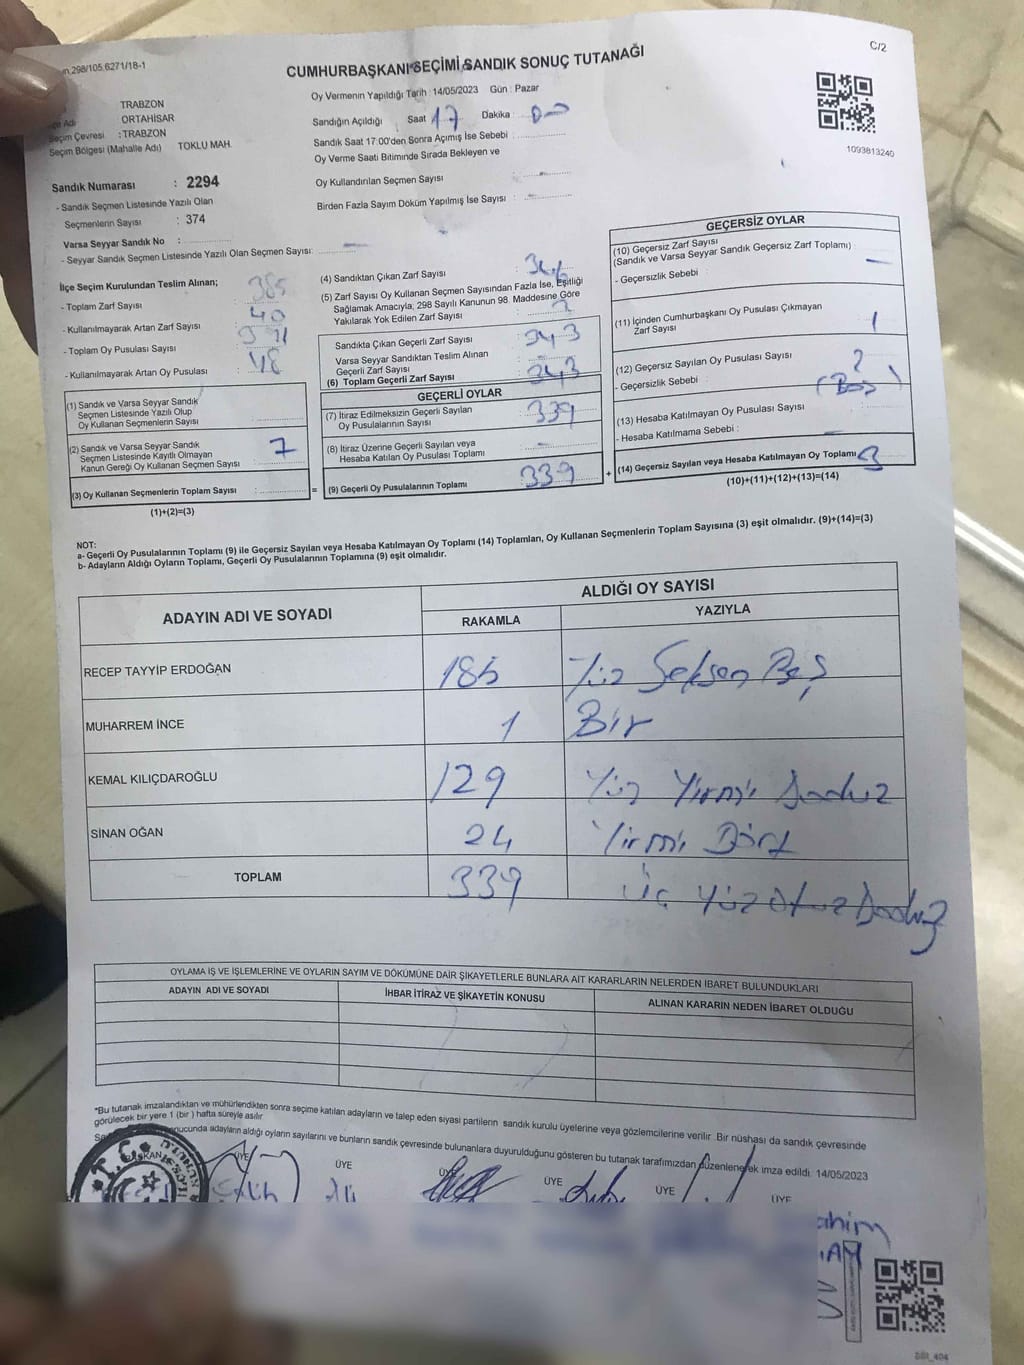 298/105.6271/18-1
C/2
CUMHURBAŞKANI SEÇİMİ SANDIK SONUÇ TUTANAĞI
TRABZON
Adı ORTAHİSAR
Seçim Çevresi : TRABZON
Seçim Bölgesi (Mahalle Adı) TOKLU MAH.
Oy Vermenin Yapıldığı Tarih : 14/05/2023 Gün : Pazar
Sandığın Açıldığı Saat 17 Dakika : 00
Sandık Saat 17:00'den Sonra Açımış İse Sebebi :
Oy Verme Saati Bitiminde Sırada Bekleyen ve
Oy Kullandırılan Seçmen Sayısı : -
Birden Fazla Sayım Döküm Yapılmış İse Sayısı : -
1093813240
Sandık Numarası : 2294
- Sandık Seçmen Listesinde Yazılı Olan
Seçmenlerin Sayısı : 374
Varsa Seyyar Sandık No :
- Seyyar Sandık Seçmen Listesinde Yazılı Olan Seçmen Sayısı: -
İlçe Seçim Kurulundan Teslim Alınan;
- Toplam Zarf Sayısı : 385
- Kullanılmayarak Artan Zarf Sayısı : 40
- Toplam Oy Pusulası Sayısı : 391
- Kullanılmayarak Artan Oy Pusulası : 48
(1) Sandık ve Varsa Seyyar Sandık
Seçmen Listesinde Yazılı Olup
Oy Kullanan Seçmenlerin Sayısı :
(2) Sandık ve Varsa Seyyar Sandık
Seçmen Listesinde Kayıtlı Olmayan
Kanun Gereği Oy Kullanan Seçmen Sayısı : 7
(3) Oy Kullanan Seçmenlerin Toplam Sayısı :
(1)+(2)=(3)
(4) Sandıktan Çıkan Zarf Sayısı :
(5) Zarf Sayısı Oy Kullanan Seçmen Sayısından Fazla İse, Eşitliği
Sağlamak Amacıyla, 298 Sayılı Kanunun 98. Maddesine Göre
Yakılarak Yok Edilen Zarf Sayısı :
Sandıkta Çıkan Geçerli Zarf Sayısı : 343
Varsa Seyyar Sandıktan Teslim Alınan
Geçerli Zarf Sayısı : -
(6) Toplam Geçerli Zarf Sayısı : 343
GEÇERLİ OYLAR
(7) İtiraz Edilmeksizin Geçerli Sayılan
Oy Pusulalarının Sayısı : 339
(8) İtiraz Üzerine Geçerli Sayılan veya
Hesaba Katılan Oy Pusulası Toplamı : -
(9) Geçerli Oy Pusulalarının Toplamı : 339
GEÇERSİZ OYLAR
(10) Geçersiz Zarf Sayısı
(Sandık ve Varsa Seyyar Sandık Geçersiz Zarf Toplamı) : -
- Geçersizlik Sebebi :
(11) İçinden Cumhurbaşkanı Oy Pusulası Çıkmayan
Zarf Sayısı : 1
(12) Geçersiz Sayılan Oy Pusulası Sayısı : 2
- Geçersizlik Sebebi : (Boş)
(13) Hesaba Katılmayan Oy Pusulası Sayısı : -
- Hesaba Katılmama Sebebi :
(14) Geçersiz Sayılan veya Hesaba Katılmayan Oy Toplamı : 3
(10)+(11)+(12)+(13)=(14)
NOT:
a- Geçerli Oy Pusulalarının Toplamı (9) ile Geçersiz Sayılan veya Hesaba Katılmayan Oy Toplamı (14) Toplamları, Oy Kullanan Seçmenlerin Toplam Sayısına (3) eşit olmalıdır. (9)+(14)=(3)
b- Adayların Aldığı Oyların Toplamı, Geçerli Oy Pusulalarının Toplamına (9) eşit olmalıdır.
ADAYIN ADI VE SOYADI
ALDIĞI OY SAYISI
RAKAMLA YAZIYLA
RECEP TAYYİP ERDOĞAN 185 Yüz Seksen Beş
MUHARREM İNCE 1 Bir
KEMAL KILIÇDAROĞLU 129 Yüz Yirmi Dokuz
SİNAN OĞAN 24 Yirmi Dört
TOPLAM 339 Üç Yüz Otuz Dokuz
OYLAMA İŞ VE İŞLEMLERİNE VE OYLARIN SAYIM VE DÖKÜMÜNE DAİR ŞİKAYETLERLE BUNLARA AİT KARARLARIN NELERDEN İBARET BULUNDUKLARI
ADAYIN ADI VE SOYADI İHBAR İTİRAZ VE ŞİKAYETİN KONUSU ALINAN KARARIN NEDEN İBARET OLDUĞU
*Bu tutanak imzalandıktan ve mühürlendikten sonra seçime katılan adayların ve talep eden siyasi partilerin sandık kurulu üyelerine veya gözlemcilerine verilir. Bir nüshası da sandık çevresinde
görülecek bir yere 1 (bir) hafta süreyle asılır
sonucunda adayların aldığı oyların sayılarını ve bunların sandık çevresinde bulunanlara duyurulduğunu gösteren bu tutanak tarafımızdan düzenlenerek imza edildi. 14/05/2023
BAŞKAN ÜYE ÜYE ÜYE ÜYE ÜYE ÜYE
T.C.
Salih Ali